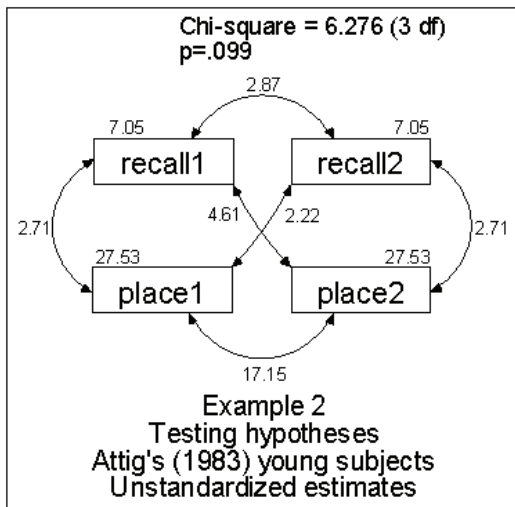 Chi-square = 6.276 (3 df)
p=.099
2.87
7.05
7.05
recall1
recall2
4.61
2.22
2.71
2.71
27.53
27.53
place1
place2
17.15
Example 2
Testing hypotheses
Attig's (1983) young subjects
Unstandardized estimates